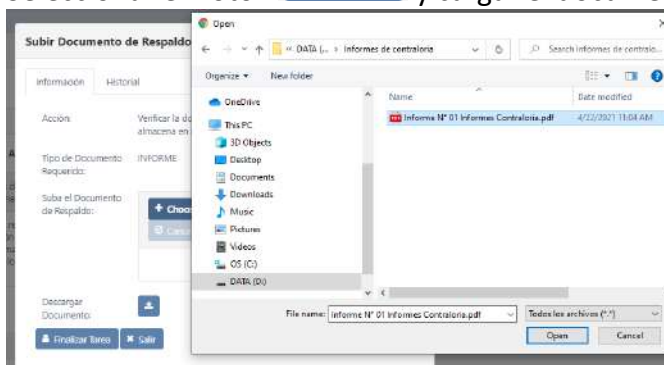 Subir Documento de Respaldo
Información Historial
Acción: Verificar la
almacena en
Tipo de Documento Requerido: INFORME
Suba el Documento de Respaldo:
+ Choo
Descargar Documento:
Finalizar Tarea Salir
Open
DATA (... > Informes de contraloria
Search Informes de contralo...
Organize New folder
OneDrive
This PC
3D Objects
Desktop
Documents
Downloads
Music
Pictures
Videos
OS (C:)
DATA (D:)
Name Date modified
Informe N° 01 Informes Contraloria.pdf 4/22/2021 11:04 AM
File name: Informe N° 01 Informes Contraloria.pdf Todos los archivos (*.*)
Open Cancel